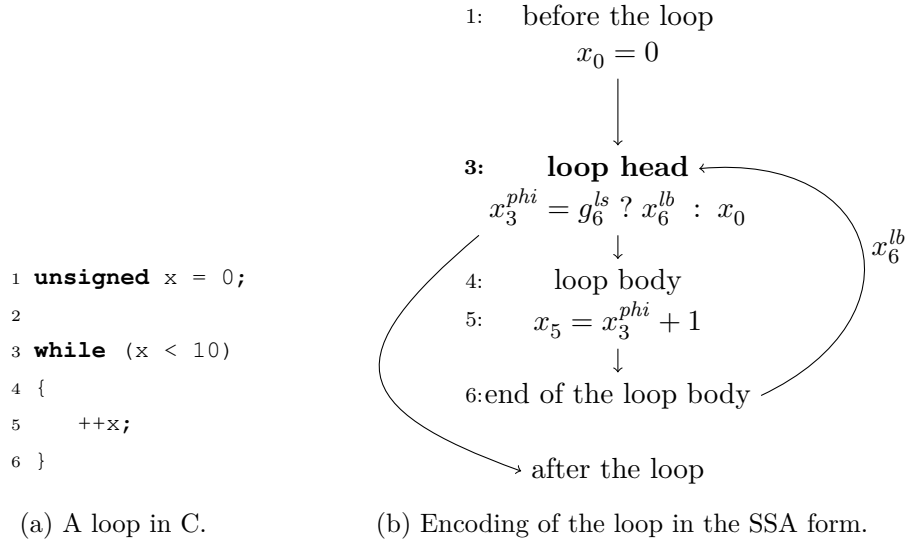 1: before the loop
x_0 = 0
3: loop head
x_3^{phi} = g_6^{ls} ? x_6^{lb} : x_0
x_6^{lb}
4: loop body
5: x_5 = x_3^{phi} + 1
6:end of the loop body
after the loop
1 unsigned x = 0;
2
3 while (x < 10)
4 {
5 ++x;
6 }
(a) A loop in C.
(b) Encoding of the loop in the SSA form.